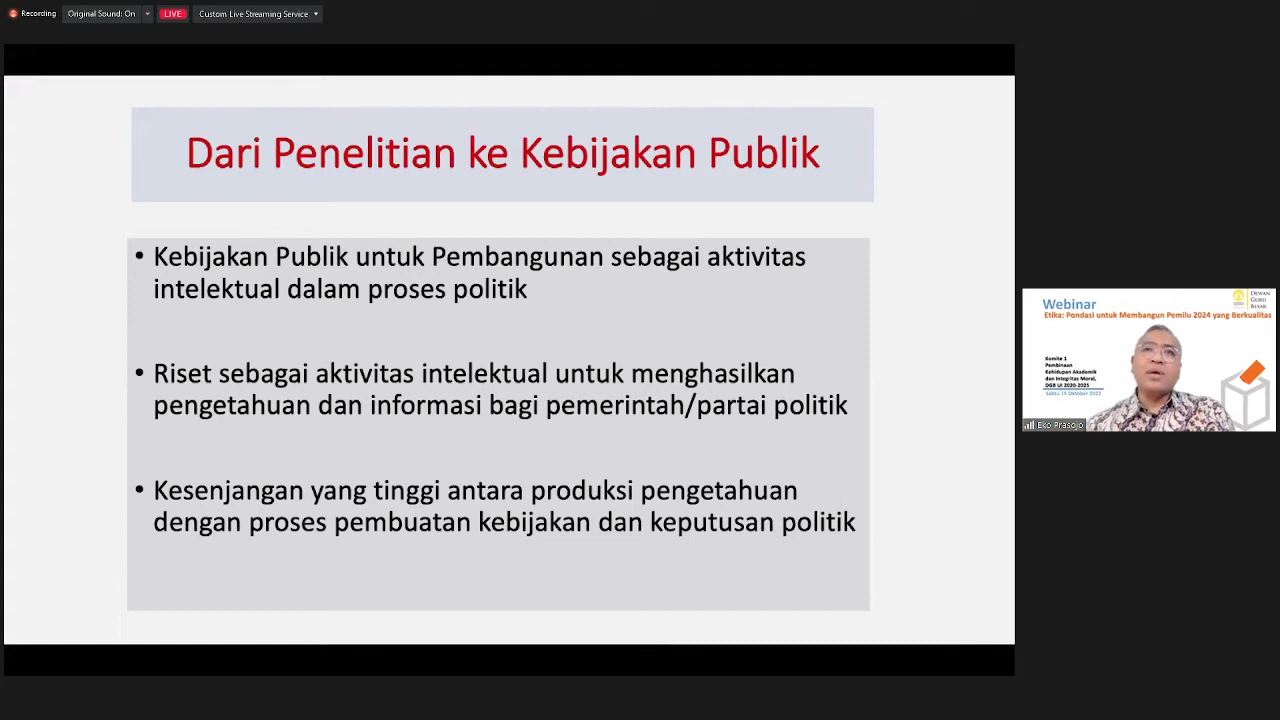 Recording
Original Sound: On
LIVE
Custom Live Streaming Service
Dari Penelitian ke Kebijakan Publik
• Kebijakan Publik untuk Pembangunan sebagai aktivitas
intelektual dalam proses politik
• Riset sebagai aktivitas intelektual untuk menghasilkan
pengetahuan dan informasi bagi pemerintah/partai politik
• Kesenjangan yang tinggi antara produksi pengetahuan
dengan proses pembuatan kebijakan dan keputusan politik
Webinar
Etika: Pondasi untuk Membangun Pemilu 2024 yang Berkualitas
DEWAN
GURU
BESAR
Komite 1
Pembinaan
Kehidupan Akademik
dan Integritas Moral,
DGB UI 2020-2025
Sabtu 15 Oktober 2022
Eko Prasojo